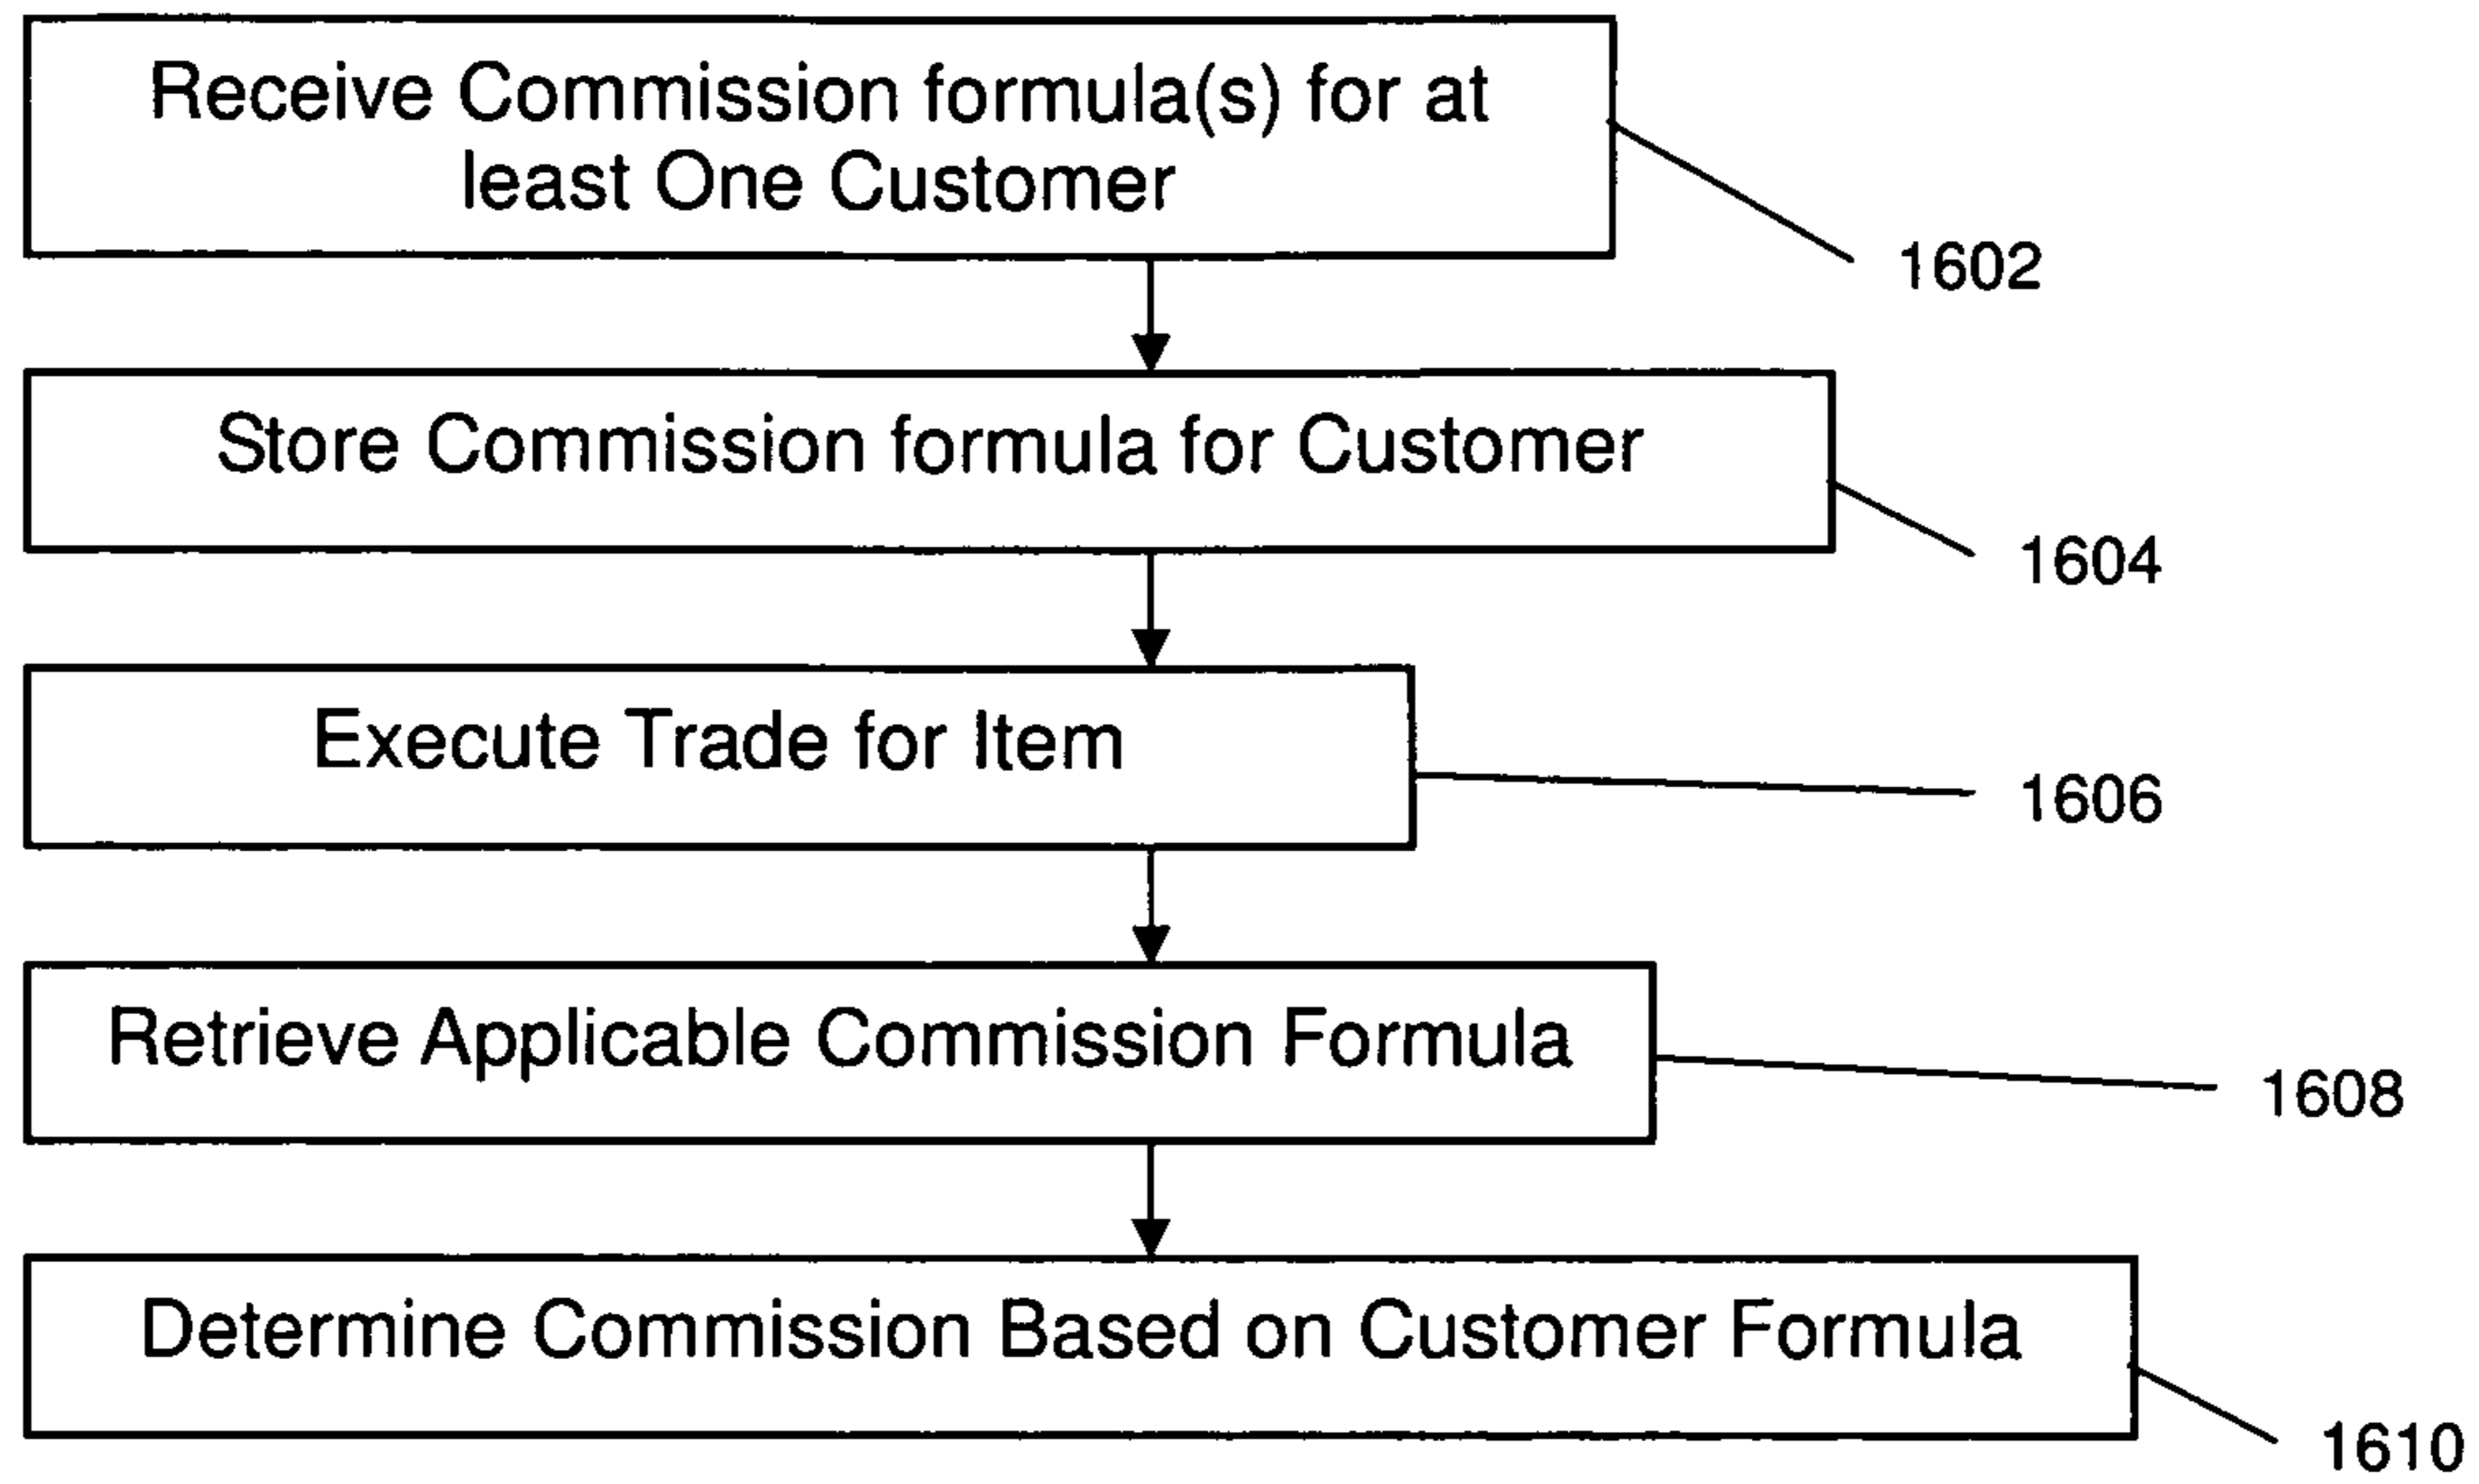 Receive Commission formula(s) for at
least One Customer
1602
Store Commission formula for Customer
1604
Execute Trade for Item
1606
Retrieve Applicable Commission Formula
1608
Determine Commission Based on Customer Formula
1610